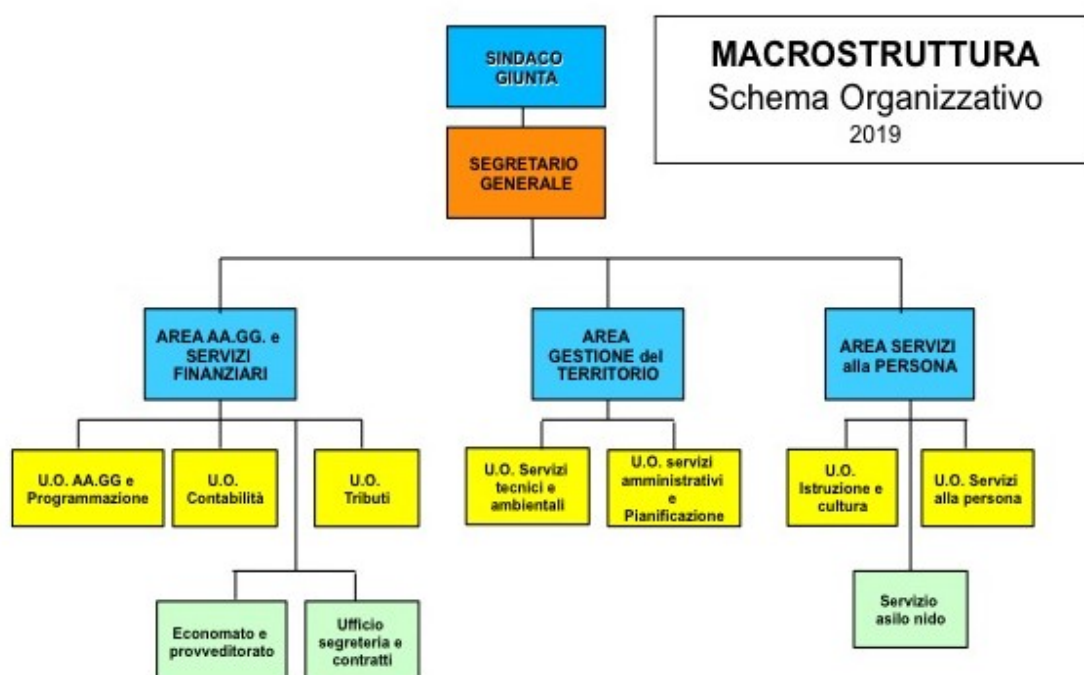 SINDACO
GIUNTA
MACROSTRUTTURA
Schema Organizzativo
2019
SEGRETARIO
GENERALE
AREA AA.GG. e
SERVIZI
FINANZIARI
AREA
GESTIONE del
TERRITORIO
AREA SERVIZI
alla PERSONA
U.O. AA.GG e
Programmazione
U.O.
Contabilità
U.O.
Tributi
U.O. Servizi
tecnici e
ambientali
U.O. servizi
amministrativi
e
Pianificazione
U.O.
Istruzione e
cultura
U.O. Servizi
alla persona
Economato e
provveditorato
Ufficio
segreteria e
contratti
Servizio
asilo nido